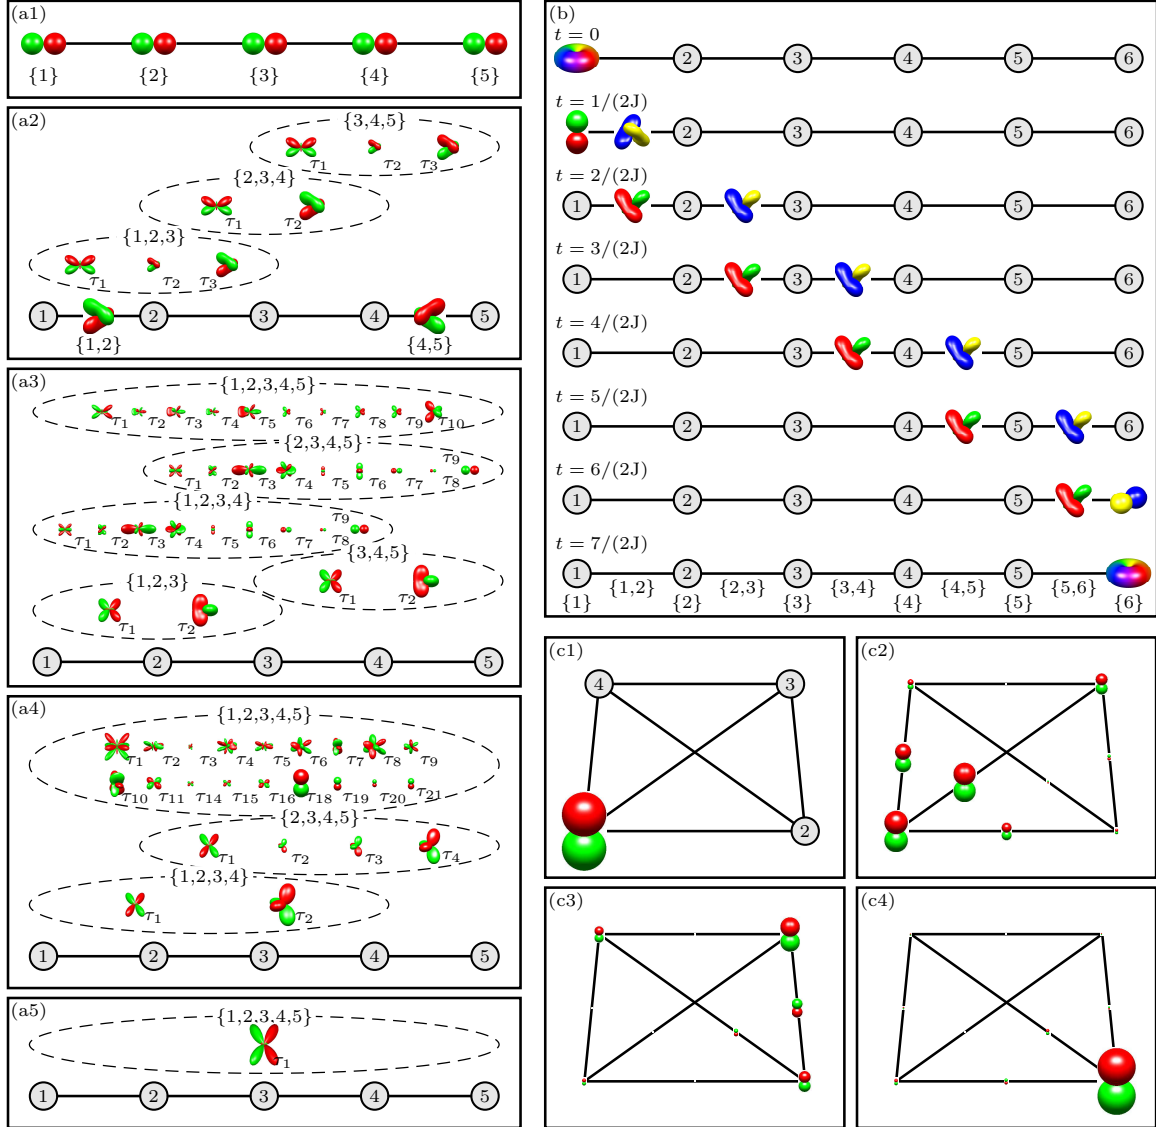 (a1)
{1} {2} {3} {4} {5}
(a2)
{3,4,5}
τ1 τ2 τ3
{2,3,4}
τ1 τ2
{1,2,3}
τ1 τ2 τ3
1 2 3 4 5
{1,2} {4,5}
(a3)
{1,2,3,4,5}
τ1 τ2 τ3 τ4 τ5 τ6 τ7 τ8 τ9 τ10
{2,3,4,5}
τ9
τ1 τ2 τ3 τ4 τ5 τ6 τ7 τ8
{1,2,3,4}
τ9
τ1 τ2 τ3 τ4 τ5 τ6 τ7 τ8
{3,4,5}
τ1 τ2
{1,2,3}
τ1 τ2
1 2 3 4 5
(a4)
{1,2,3,4,5}
τ1 τ2 τ3 τ4 τ5 τ6 τ7 τ8 τ9
τ10 τ11 τ14 τ15 τ16 τ18 τ19 τ20 τ21
{2,3,4,5}
τ1 τ2 τ3 τ4
{1,2,3,4}
τ1 τ2
1 2 3 4 5
(a5)
{1,2,3,4,5}
τ1
1 2 3 4 5
(b)
t = 0
2 3 4 5 6
t = 1/(2J)
2 3 4 5 6
t = 2/(2J)
1 2 3 4 5 6
t = 3/(2J)
1 2 3 4 5 6
t = 4/(2J)
1 2 3 4 5 6
t = 5/(2J)
1 2 3 4 5 6
t = 6/(2J)
1 2 3 4 5
t = 7/(2J)
1 2 3 4 5
{1,2} {2,3} {3,4} {4,5} {5,6}
{1} {2} {3} {4} {5} {6}
(c1)
4 3
2
(c2)
(c3)
(c4)